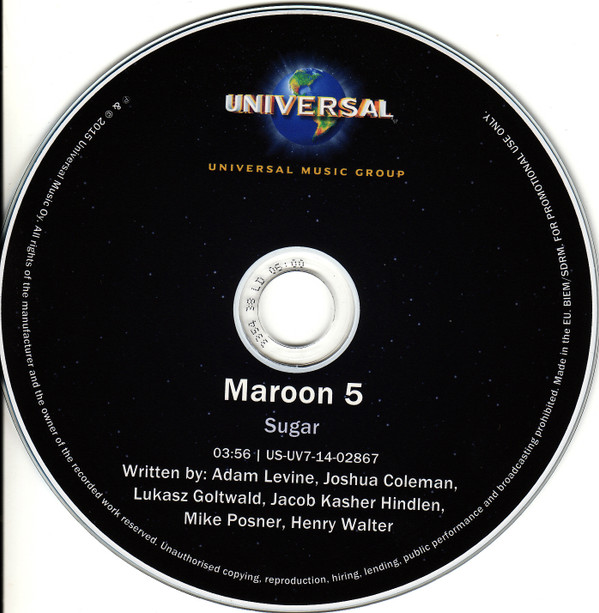 UNIVERSAL
UNIVERSAL MUSIC GROUP
Maroon 5
Sugar
03:56 | US-UV7-14-02867
Written by: Adam Levine, Joshua Coleman,
Lukasz Goltwald, Jacob Kasher Hindlen,
Mike Posner, Henry Walter
℗ & © 2015 Universal Music Oy. All rights of the manufacturer and the owner of the recorded work reserved. Unauthorised copying, reproduction, hiring, lending, public performance and broadcasting prohibited. Made in the EU. BIEM/SDRM. FOR PROMOTIONAL USE ONLY.